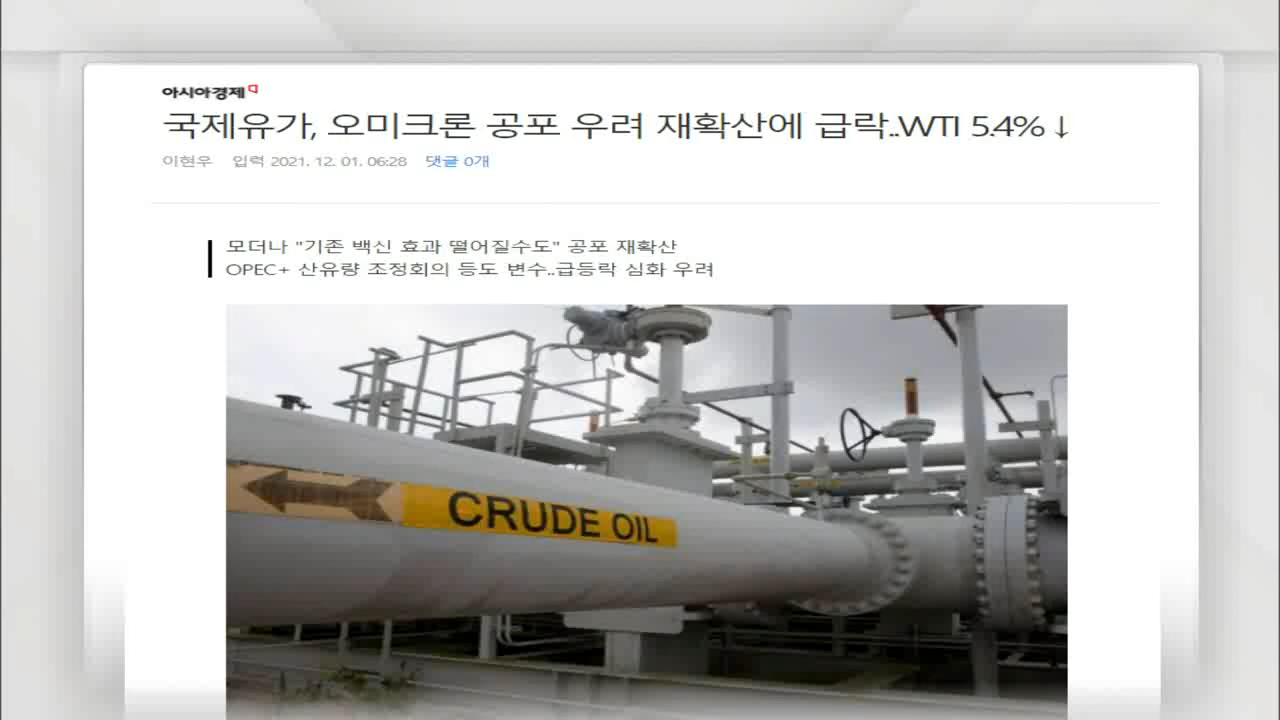 아시아경제
국제유가, 오미크론 공포 우려 재확산에 급락..WTI 5.4%↓
이현우 입력 2021. 12. 01. 06:28 댓글 0개
모더나 "기존 백신 효과 떨어질수도" 공포 재확산
OPEC+ 산유량 조정회의 등도 변수..급등락 심화 우려
CRUDE OIL